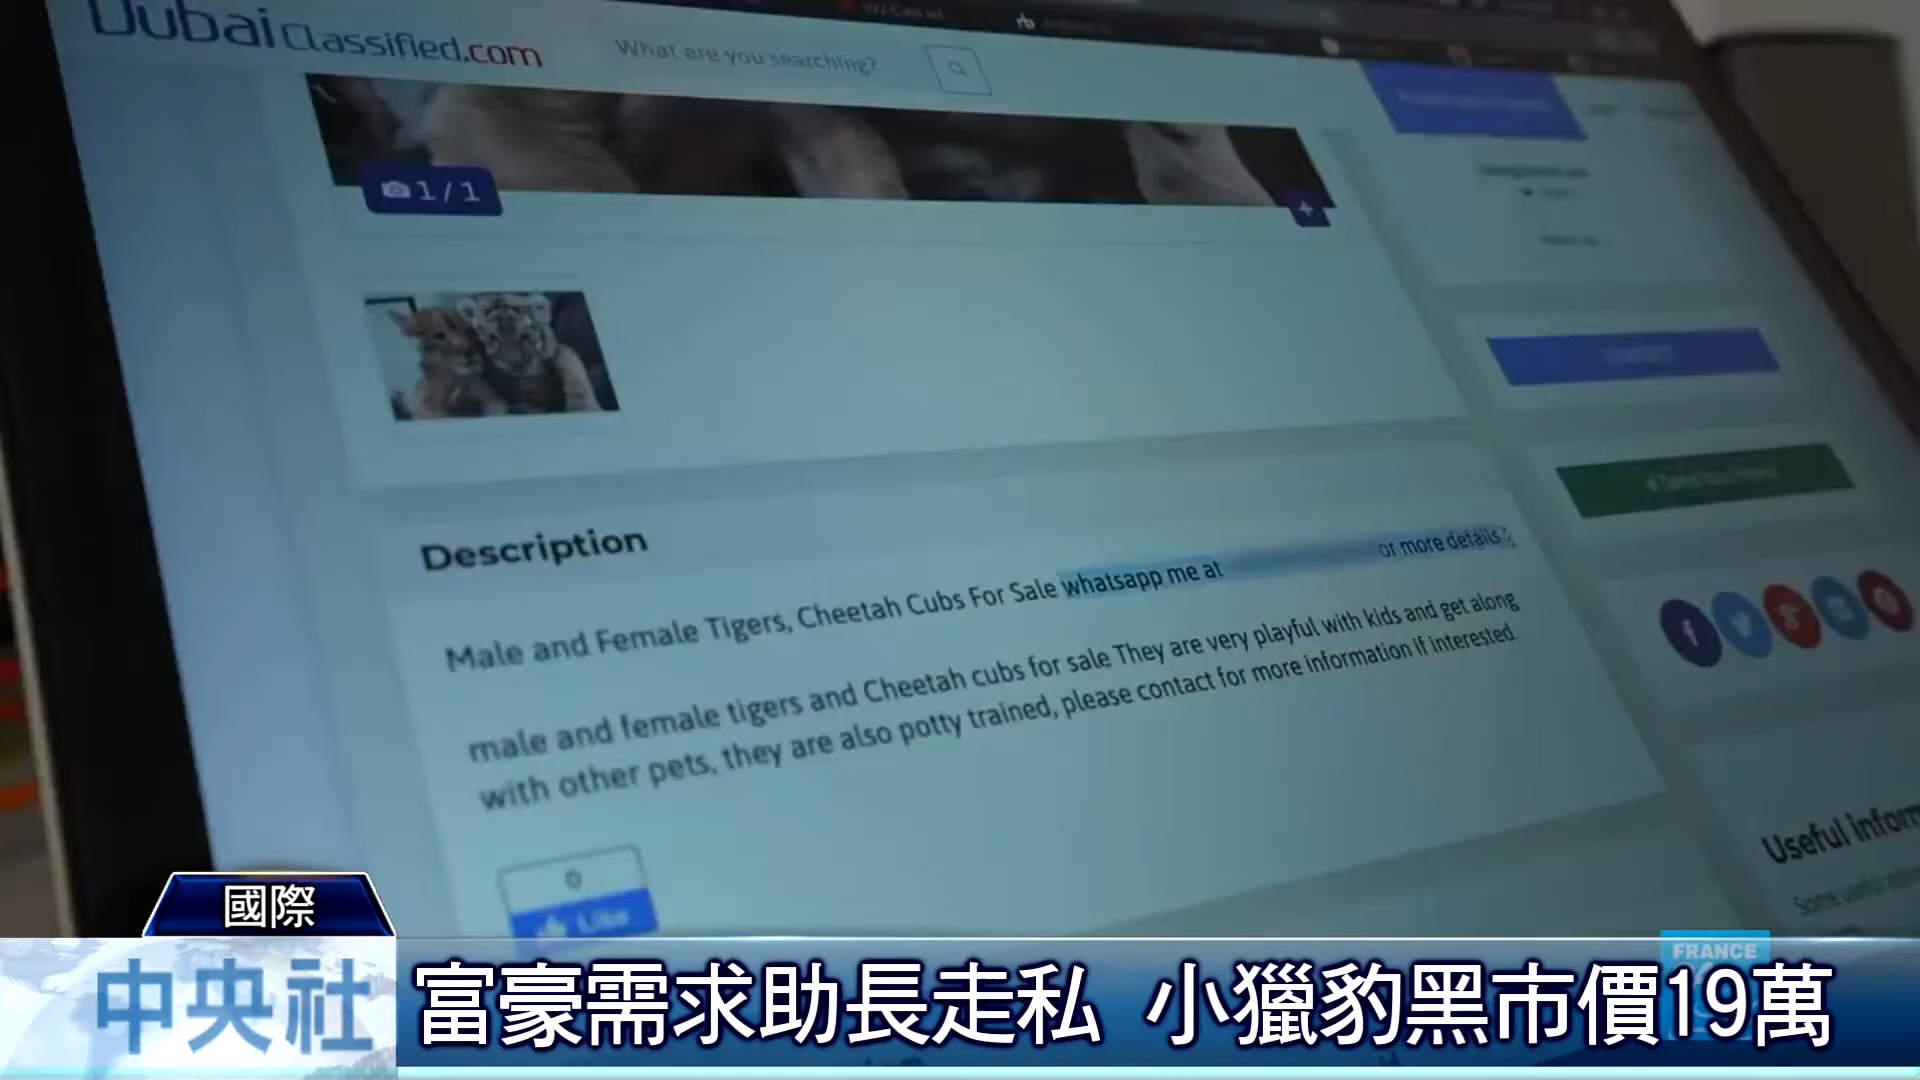 DubaiClassified.com
What are you searching?
1 / 1
Description
Male and Female Tigers, Cheetah Cubs For Sale whatsapp me at or more details
male and female tigers and Cheetah cubs for sale They are very playful with kids and get along
with other pets, they are also potty trained, please contact for more information if interested.
0
Like
Useful inform
國際
FRANCE
中央社
富豪需求助長走私 小獵豹黑市價19萬